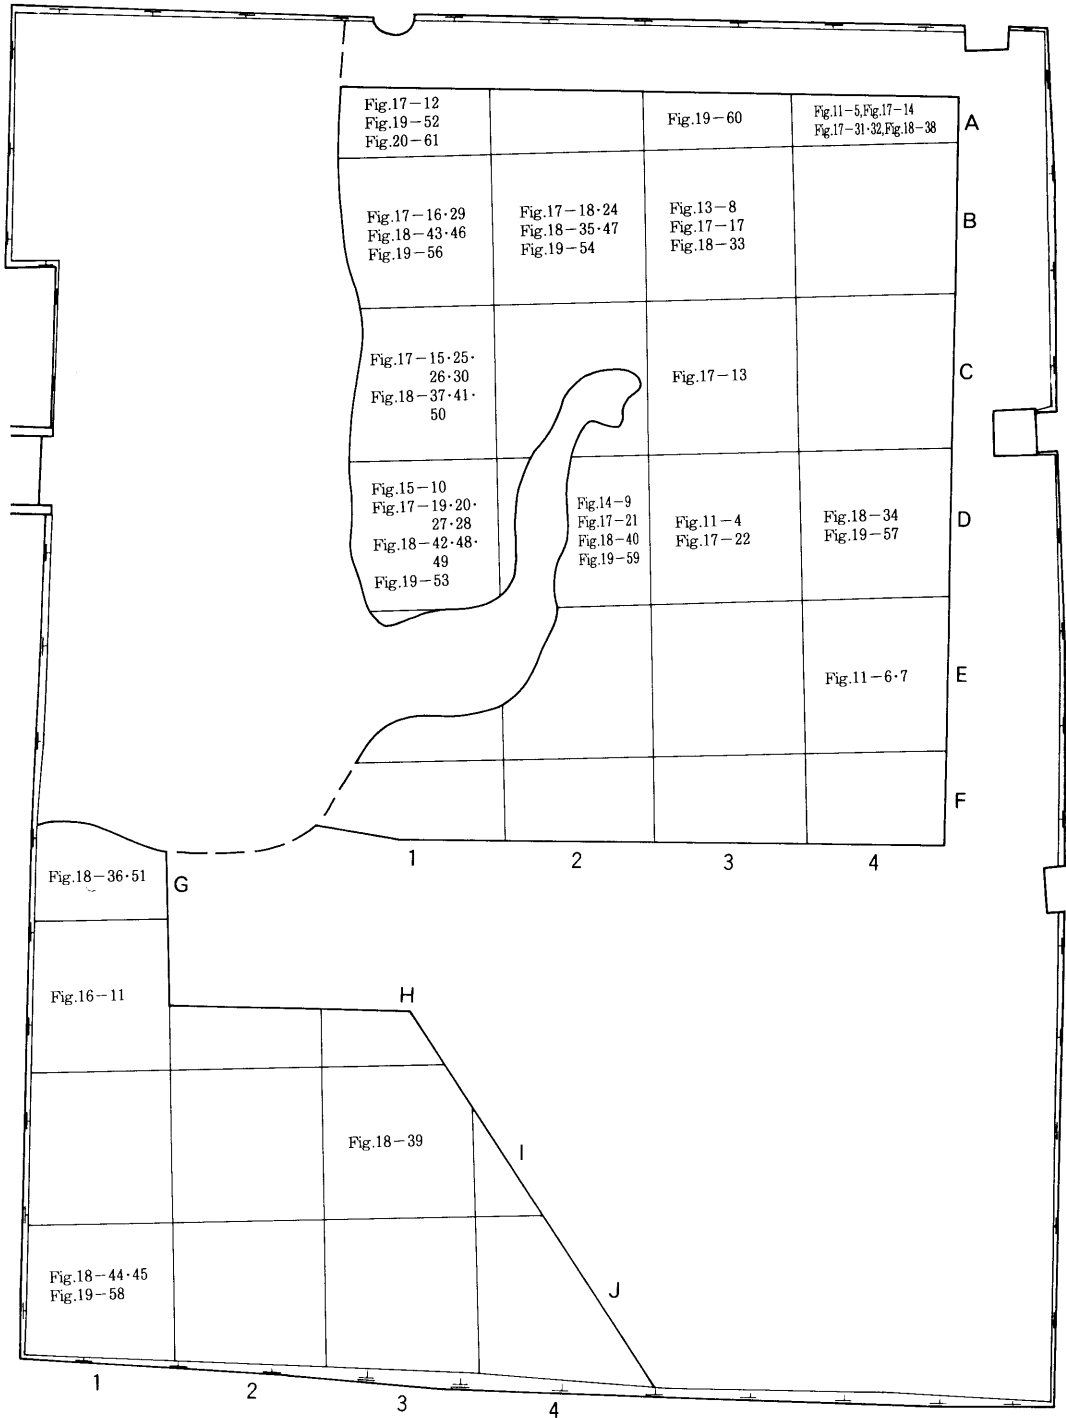 Fig.17-12
Fig.19-52
Fig.20-61
Fig.19-60
Fig.11-5,Fig.17-14
Fig.17-31·32,Fig.18-38
A
Fig.17-16·29
Fig.18-43·46
Fig.19-56
Fig.17-18·24
Fig.18-35·47
Fig.19-54
Fig.13-8
Fig.17-17
Fig.18-33
B
Fig.17-15·25·
26·30
Fig.18-37·41·
50
Fig.17-13
C
Fig.15-10
Fig.17-19·20·
27·28
Fig.18-42·48·
49
Fig.19-53
Fig.14-9
Fig.17-21
Fig.18-40
Fig.19-59
Fig.11-4
Fig.17-22
Fig.18-34
Fig.19-57
D
Fig.11-6·7
E
F
1
2
3
4
Fig.18-36·51
G
Fig.16-11
H
Fig.18-39
I
Fig.18-44·45
Fig.19-58
J
1
2
3
4